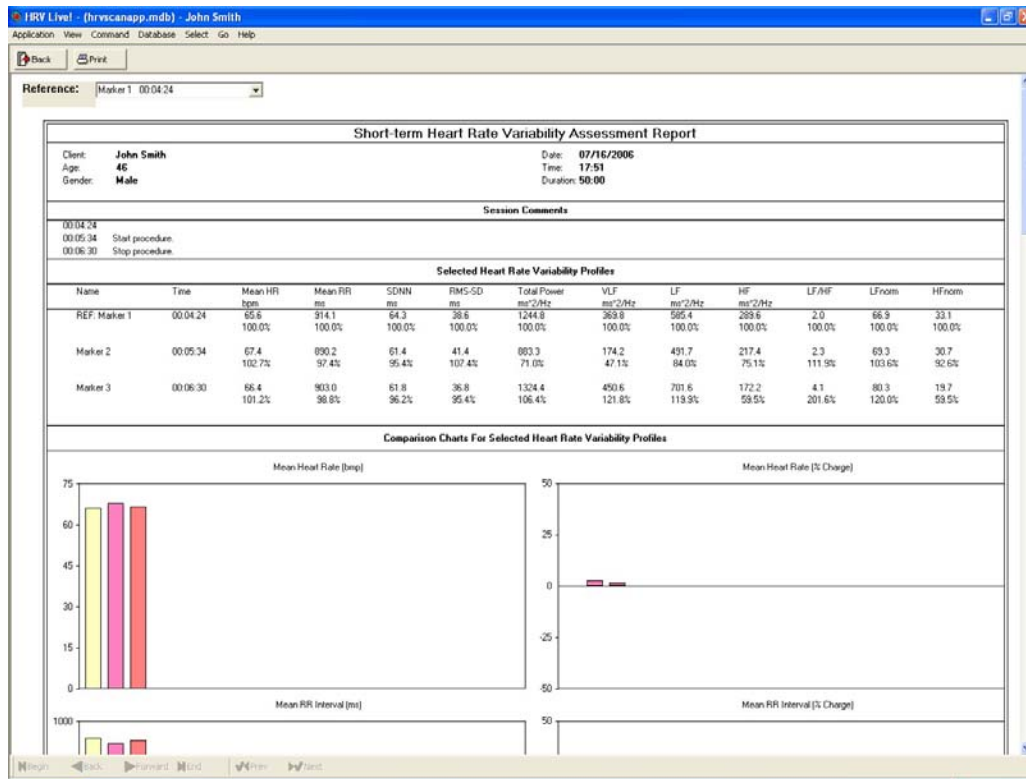 HRV Live! - (hrvscanapp.mdb) - John Smith
Application View Command Database Select Go Help
Back Print
Reference: Marker 1 00:04:24
Short-term Heart Rate Variability Assessment Report
Client: John Smith Date: 07/16/2006
Age: 46 Time: 17:51
Gender: Male Duration: 50:00
Session Comments
00:04:24
00:05:34 Start procedure.
00:06:30 Stop procedure.
Selected Heart Rate Variability Profiles
Name Time Mean HR Mean RR SDNN RMS-SD Total Power VLF LF HF LF/HF LFnorm HFnorm
bpm ms ms ms ms^2/Hz ms^2/Hz ms^2/Hz ms^2/Hz
REF: Marker 1 00:04:24 65.6 914.1 64.3 38.6 1244.8 369.8 585.4 289.6 2.0 66.9 33.1
100.0% 100.0% 100.0% 100.0% 100.0% 100.0% 100.0% 100.0% 100.0% 100.0% 100.0%
Marker 2 00:05:34 67.4 890.2 61.4 41.4 883.3 174.2 491.7 217.4 2.3 69.3 30.7
102.7% 97.4% 95.4% 107.4% 71.0% 47.1% 84.0% 75.1% 111.9% 103.6% 92.6%
Marker 3 00:06:30 66.4 903.0 61.8 36.8 1324.4 450.6 701.6 172.2 4.1 80.3 19.7
101.2% 98.8% 96.2% 95.4% 106.4% 121.8% 119.9% 59.5% 201.6% 120.0% 59.5%
Comparison Charts For Selected Heart Rate Variability Profiles
Mean Heart Rate (bmp) Mean Heart Rate (% Charge)
75 50
60
25
45
0
30
-25
15
0 -50
Mean RR Interval (ms) Mean RR Interval (% Charge)
1000 50
Begin Back Forward End Prev Next